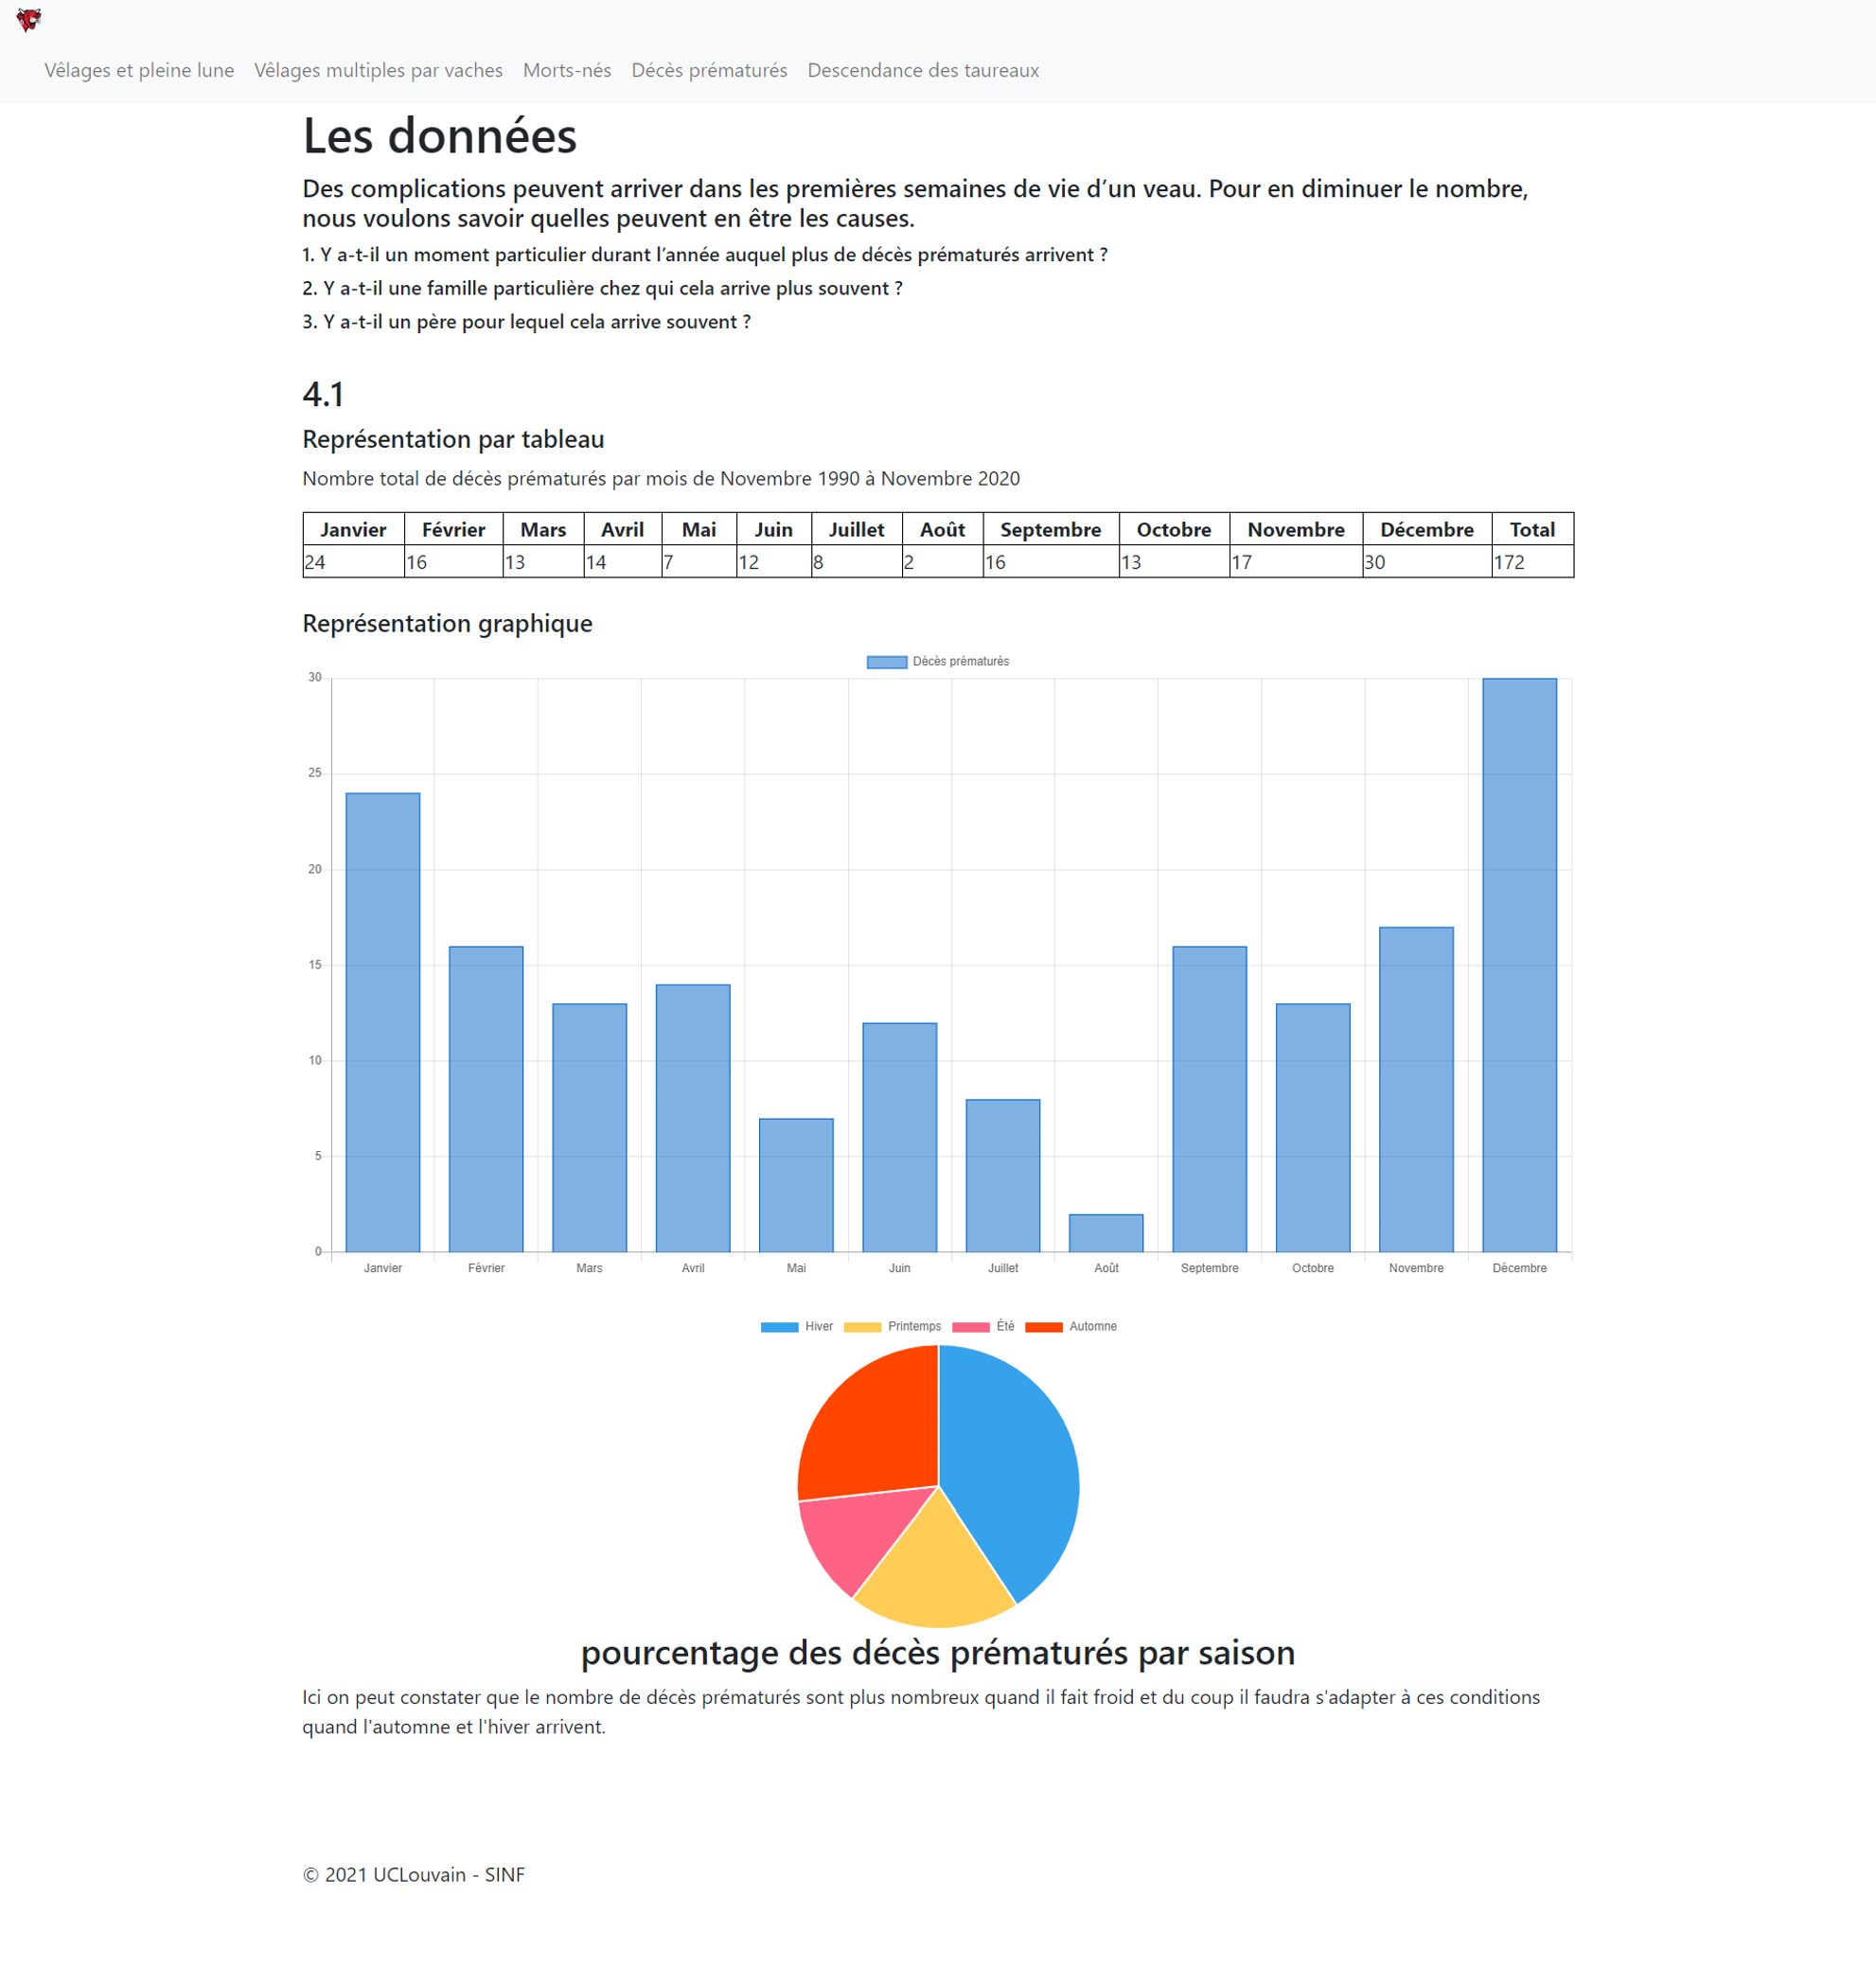 Vêlages et pleine lune Vêlages multiples par vaches Morts-nés Décès prématurés Descendance des taureaux
Les données
Des complications peuvent arriver dans les premières semaines de vie d’un veau. Pour en diminuer le nombre,
nous voulons savoir quelles peuvent en être les causes.
1. Y a-t-il un moment particulier durant l’année auquel plus de décès prématurés arrivent ?
2. Y a-t-il une famille particulière chez qui cela arrive plus souvent ?
3. Y a-t-il un père pour lequel cela arrive souvent ?
4.1
Représentation par tableau
Nombre total de décès prématurés par mois de Novembre 1990 à Novembre 2020
Janvier Février Mars Avril Mai Juin Juillet Août Septembre Octobre Novembre Décembre Total
24 16 13 14 7 12 8 2 16 13 17 30 172
Représentation graphique
Décès prématurés
30
25
20
15
10
5
0
Janvier Février Mars Avril Mai Juin Juillet Août Septembre Octobre Novembre Décembre
Hiver Printemps Été Automne
pourcentage des décès prématurés par saison
Ici on peut constater que le nombre de décès prématurés sont plus nombreux quand il fait froid et du coup il faudra s'adapter à ces conditions
quand l'automne et l'hiver arrivent.
© 2021 UCLouvain - SINF